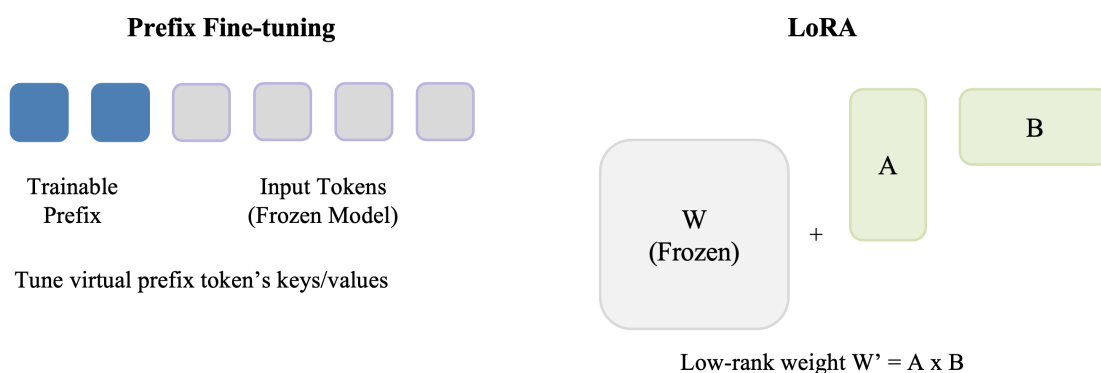 Prefix Fine-tuning
Trainable
Prefix
Input Tokens
(Frozen Model)
Tune virtual prefix token’s keys/values
LoRA
W
(Frozen)
+
A
B
Low-rank weight W’ = A x B